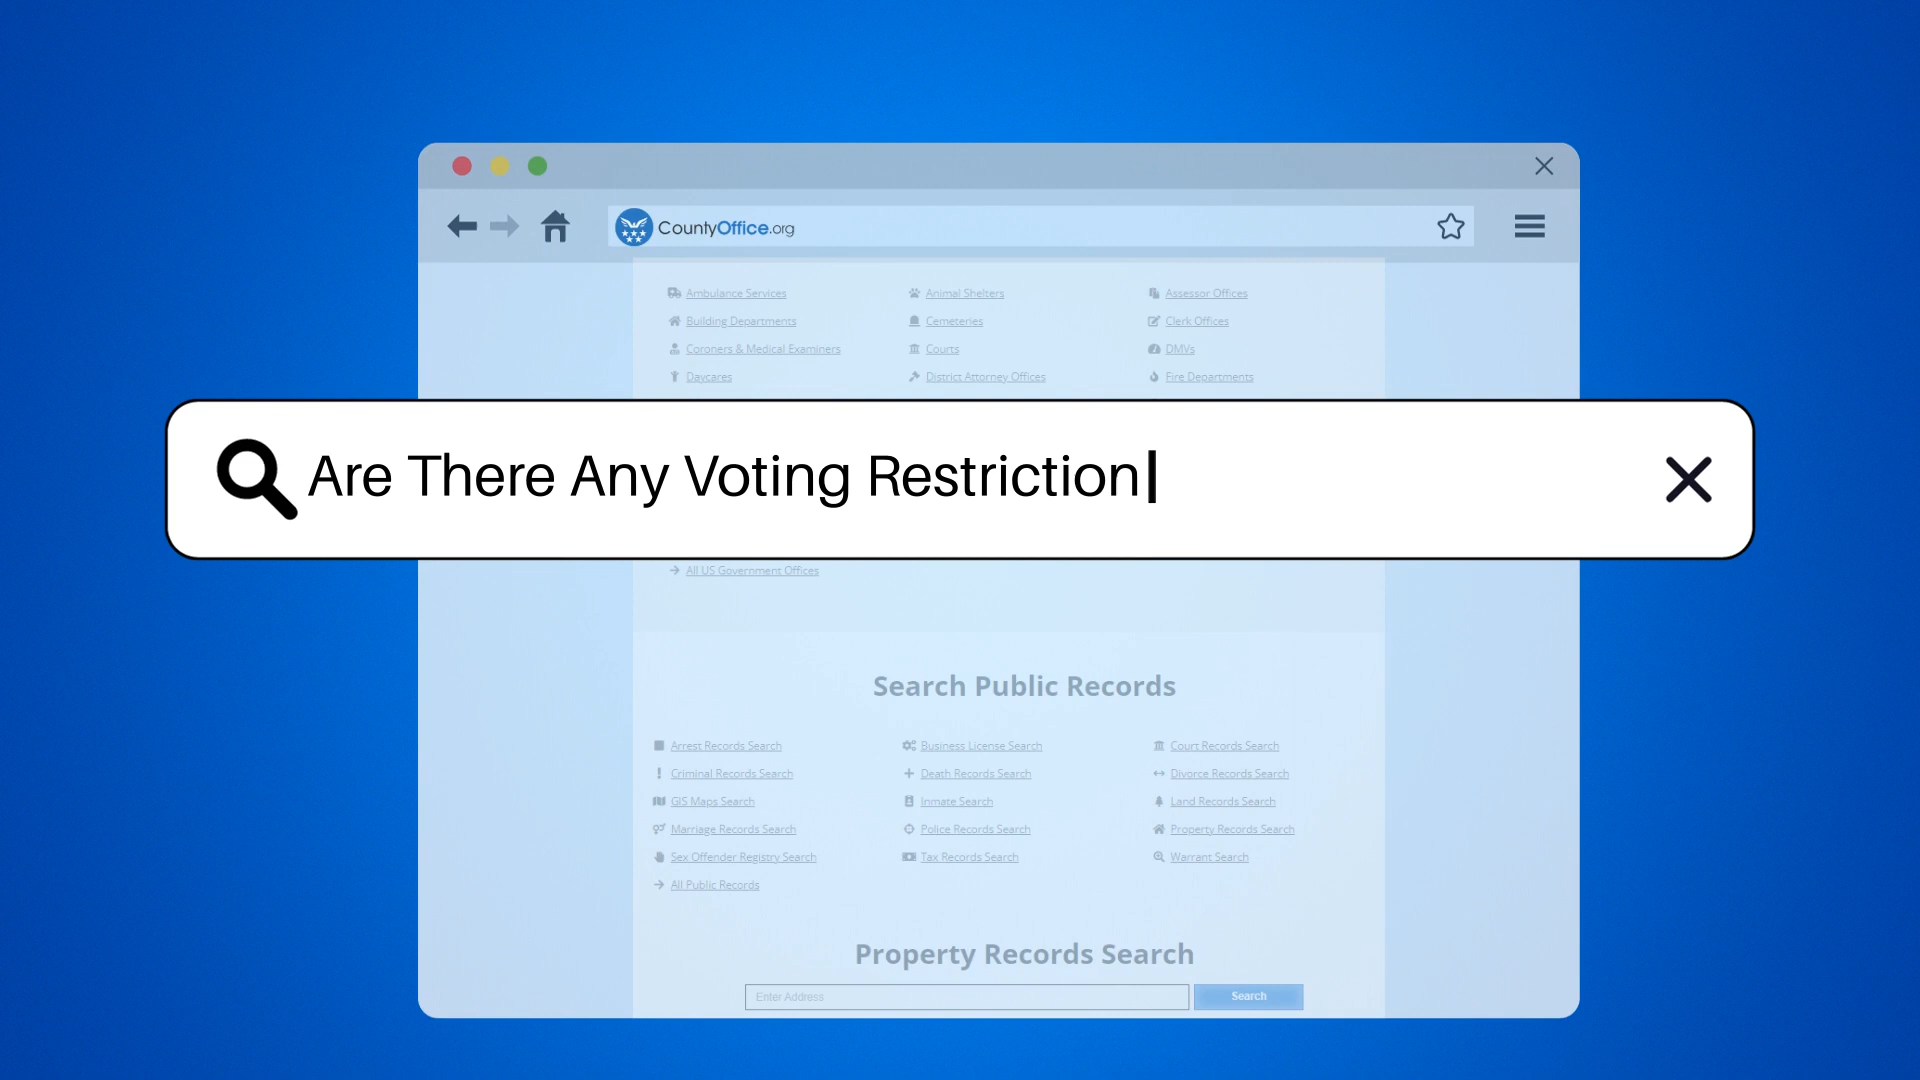 CountyOffice.org
Ambulance Services Animal Shelters Assessor Offices
Building Departments Cemeteries Clerk Offices
Coroners & Medical Examiners Courts DMVs
Daycares District Attorney Offices Fire Departments
Are There Any Voting Restriction
All US Government Offices
Search Public Records
Arrest Records Search Business License Search Court Records Search
Criminal Records Search Death Records Search Divorce Records Search
GIS Maps Search Inmate Search Land Records Search
Marriage Records Search Police Records Search Property Records Search
Sex Offender Registry Search Tax Records Search Warrant Search
All Public Records
Property Records Search
Enter Address Search